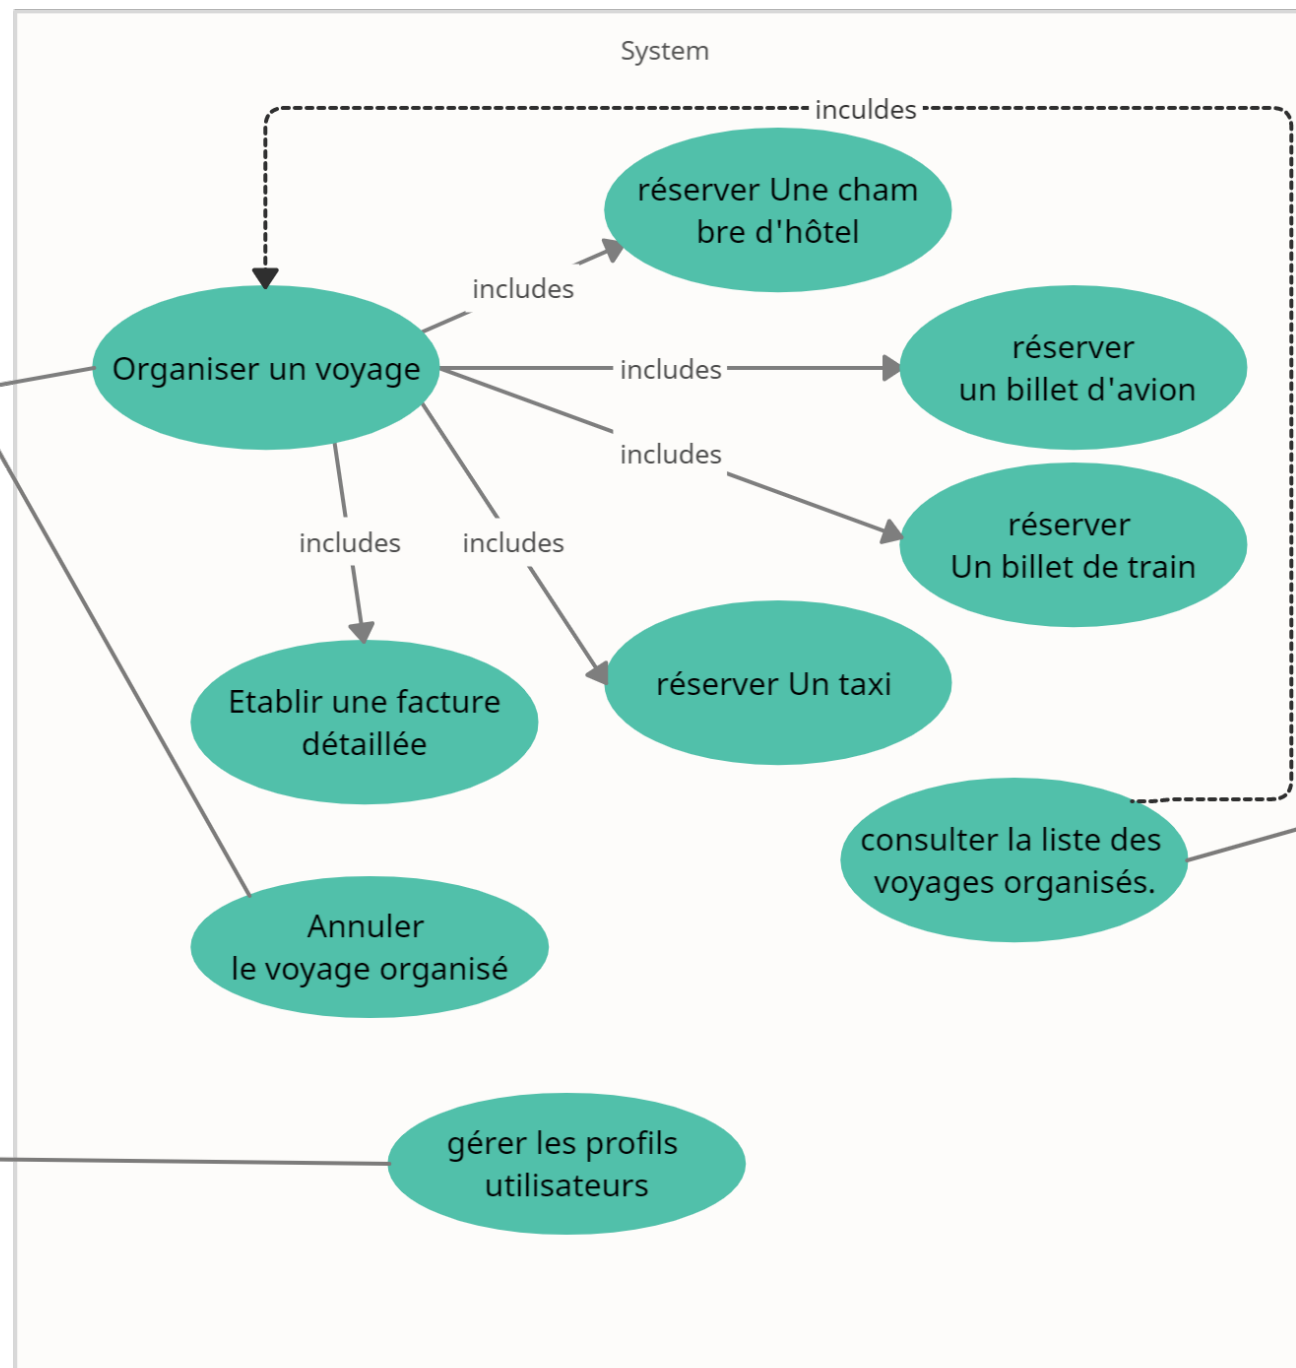 System
inculdes
réserver Une cham
bre d'hôtel
includes
Organiser un voyage
includes
réserver
un billet d'avion
includes
réserver
Un billet de train
includes
includes
Etablir une facture
détaillée
réserver Un taxi
consulter la liste des
voyages organisés.
Annuler
le voyage organisé
gérer les profils
utilisateurs